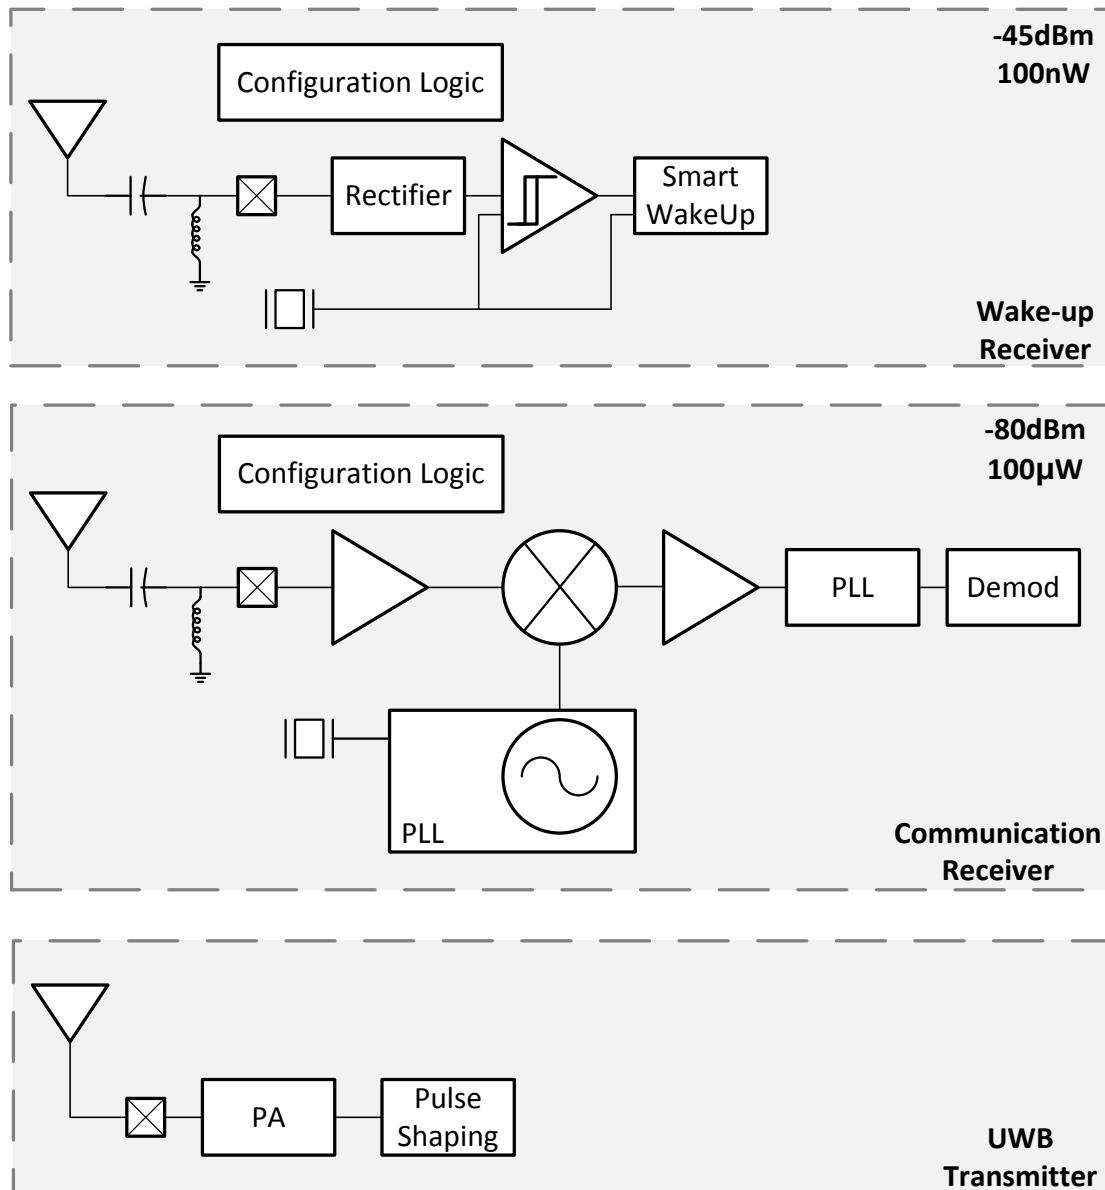 -45dBm
100nW
Configuration Logic
Rectifier
Smart
WakeUp
Wake-up
Receiver
-80dBm
100µW
Configuration Logic
PLL
Demod
PLL
Communication
Receiver
PA
Pulse
Shaping
UWB
Transmitter